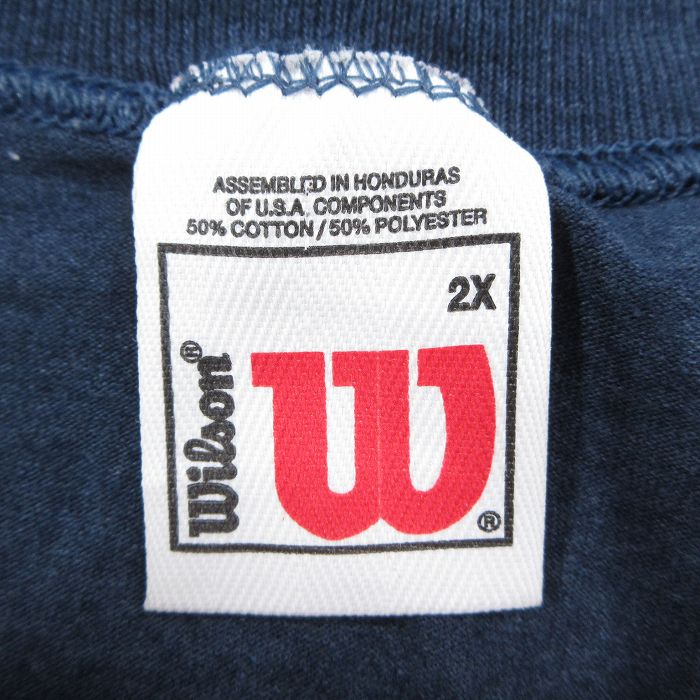 ASSEMBLED IN HONDURAS
OF U.S.A. COMPONENTS
50% COTTON / 50% POLYESTER
2X
Wilson®
W®